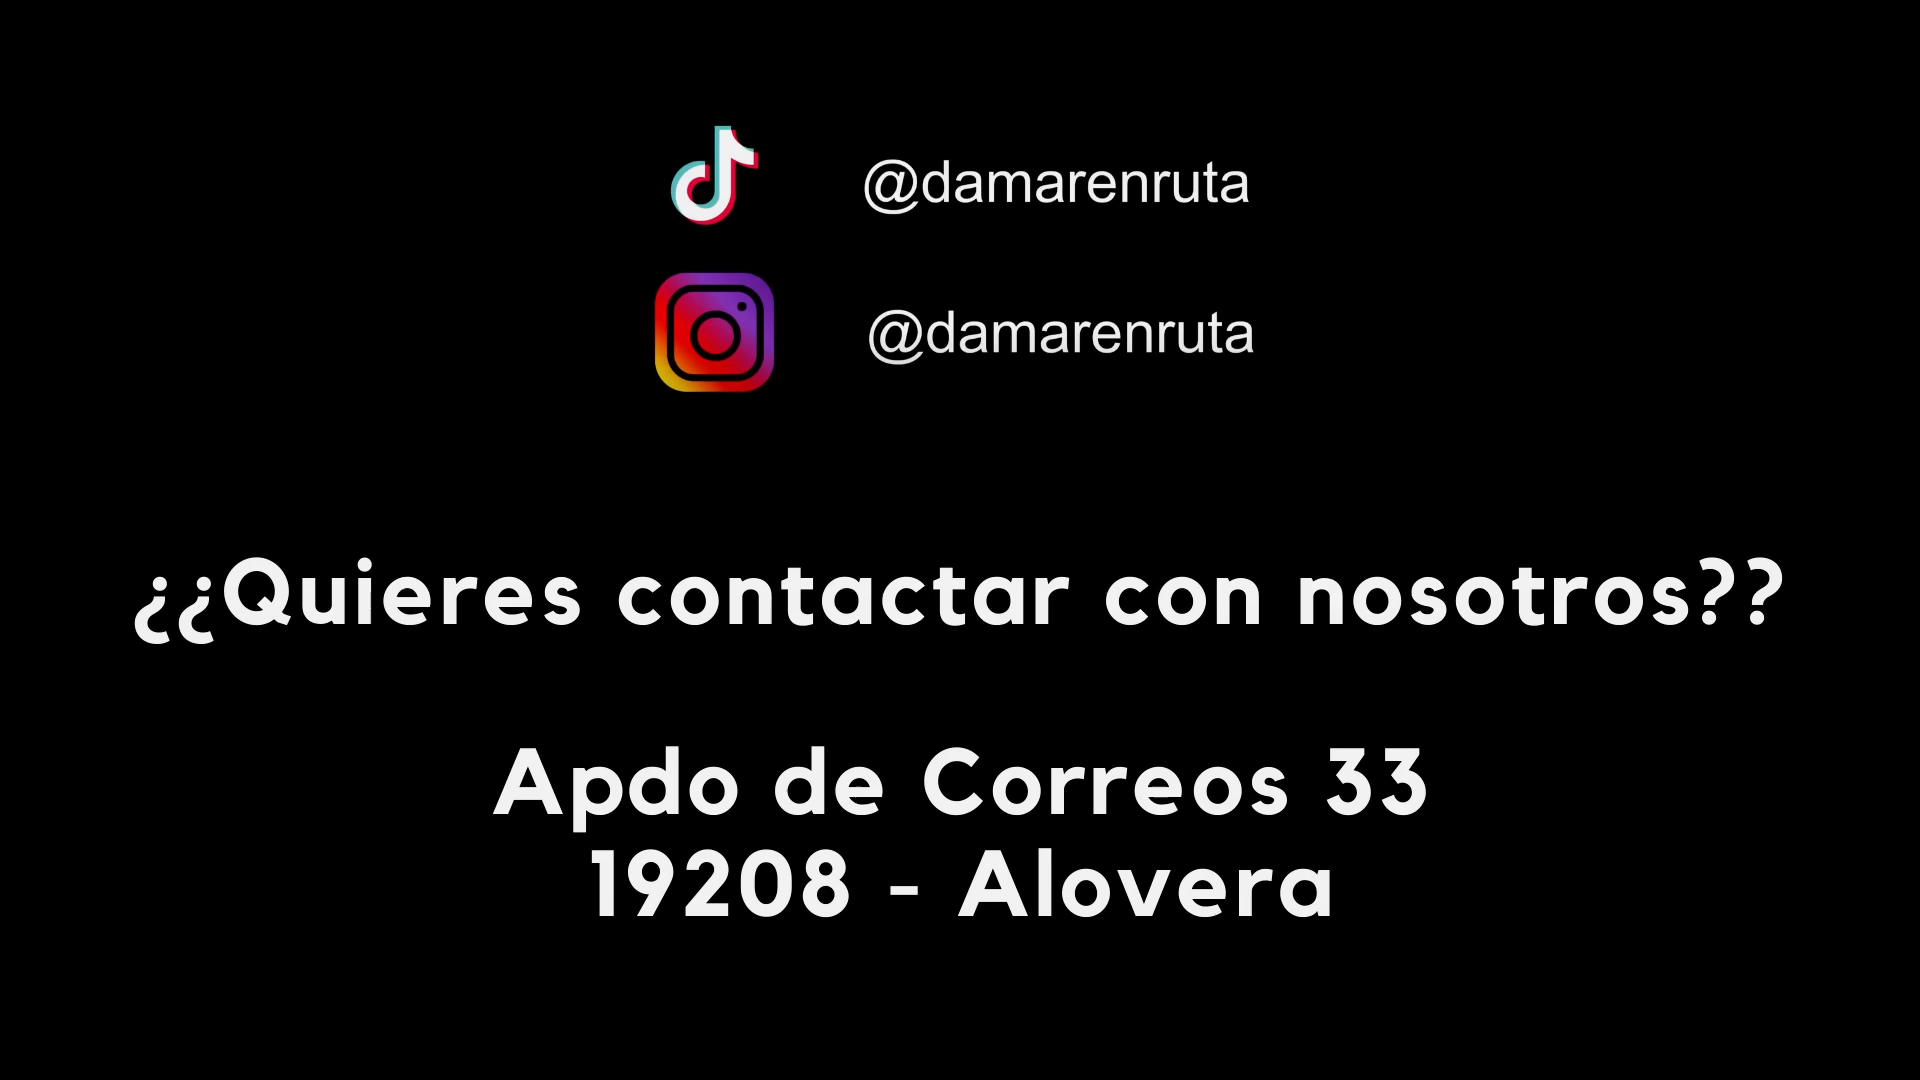 @damarenruta
@damarenruta
¿¿Quieres contactar con nosotros??
Apdo de Correos 33
19208 - Alovera